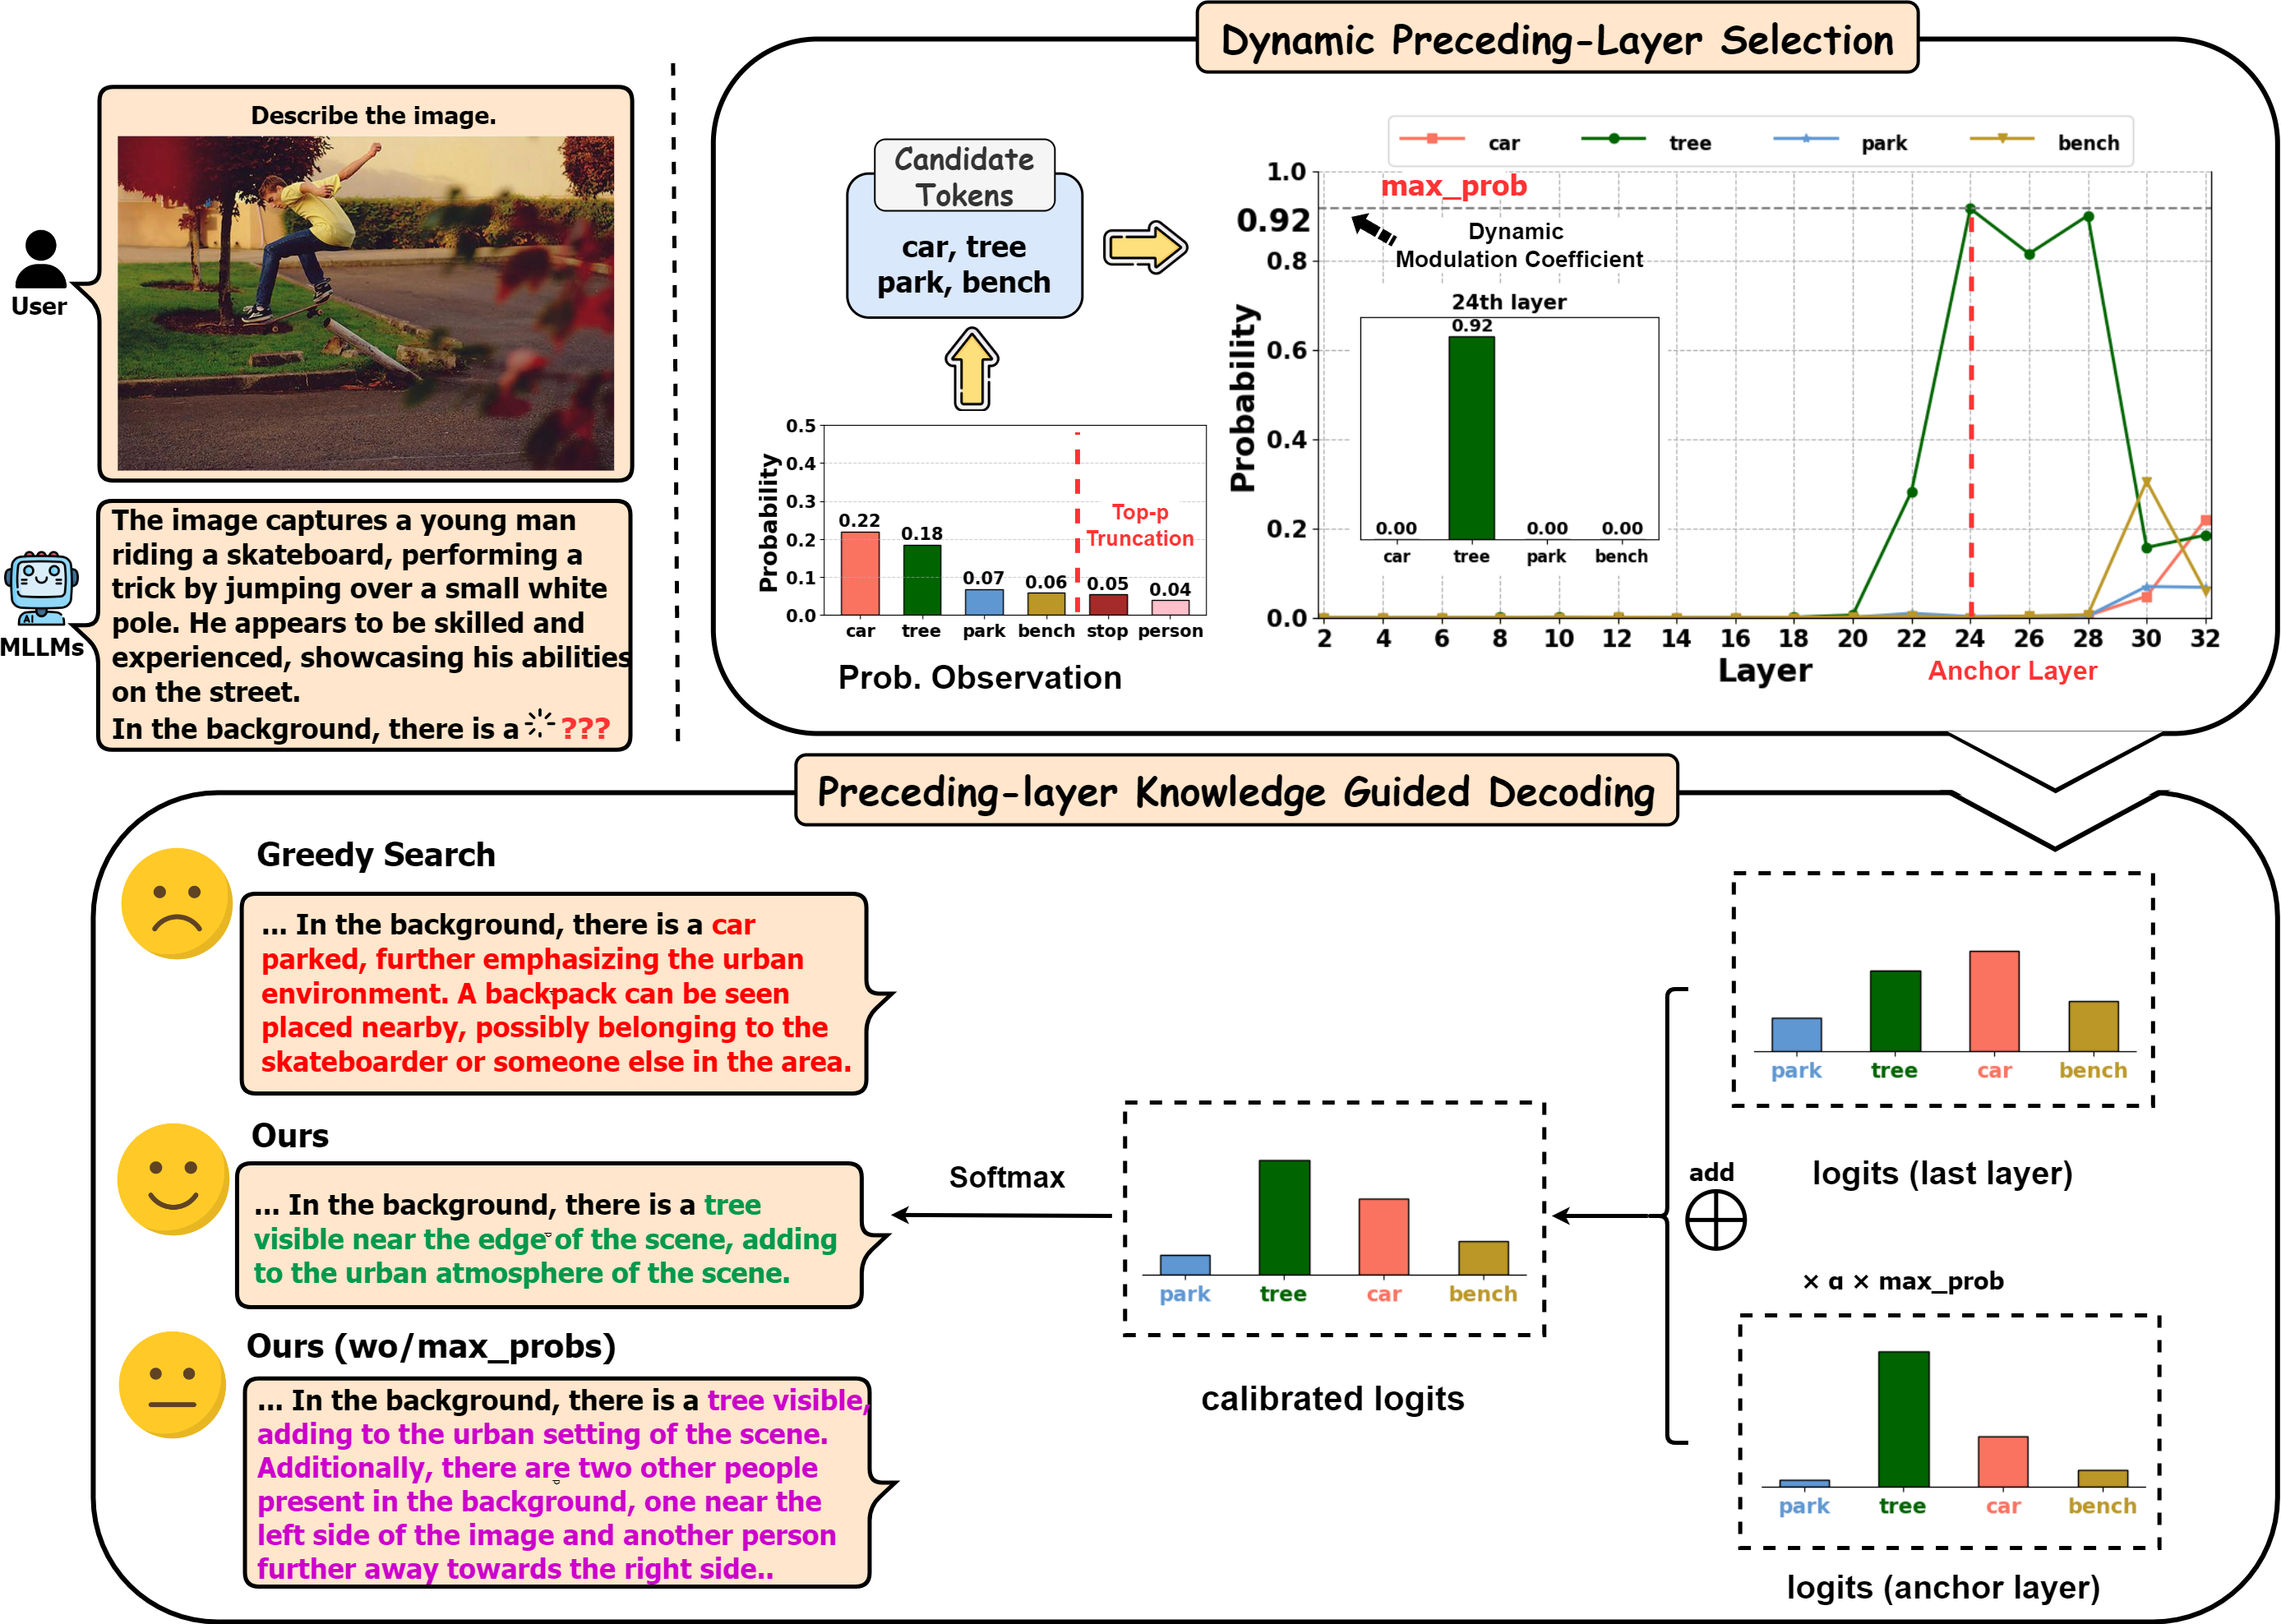 Dynamic Preceding-Layer Selection
Describe the image.
User
The image captures a young man
riding a skateboard, performing a
trick by jumping over a small white
pole. He appears to be skilled and
experienced, showcasing his abilities
on the street.
In the background, there is a ???
AI
MLLMs
Candidate
Tokens
car, tree
park, bench
Probability
0.5
0.4
0.3
0.2
0.1
0.0
0.22
0.18
0.07
0.06
0.05
0.04
Top-p
Truncation
car tree park bench stop person
Prob. Observation
car tree park bench
max_prob
Dynamic
Modulation Coefficient
Probability
1.0
0.92
0.8
0.6
0.4
0.2
0.0
24th layer
0.92
0.00 0.00 0.00
car tree park bench
2 4 6 8 10 12 14 16 18 20 22 24 26 28 30 32
Layer
Anchor Layer
Preceding-layer Knowledge Guided Decoding
Greedy Search
... In the background, there is a car
parked, further emphasizing the urban
environment. A backpack can be seen
placed nearby, possibly belonging to the
skateboarder or someone else in the area.
Ours
... In the background, there is a tree
visible near the edge of the scene, adding
to the urban atmosphere of the scene.
Ours (wo/max_probs)
... In the background, there is a tree visible,
adding to the urban setting of the scene.
Additionally, there are two other people
present in the background, one near the
left side of the image and another person
further away towards the right side..
Softmax
park tree car bench
calibrated logits
add
park tree car bench
logits (last layer)
× α × max_prob
park tree car bench
logits (anchor layer)